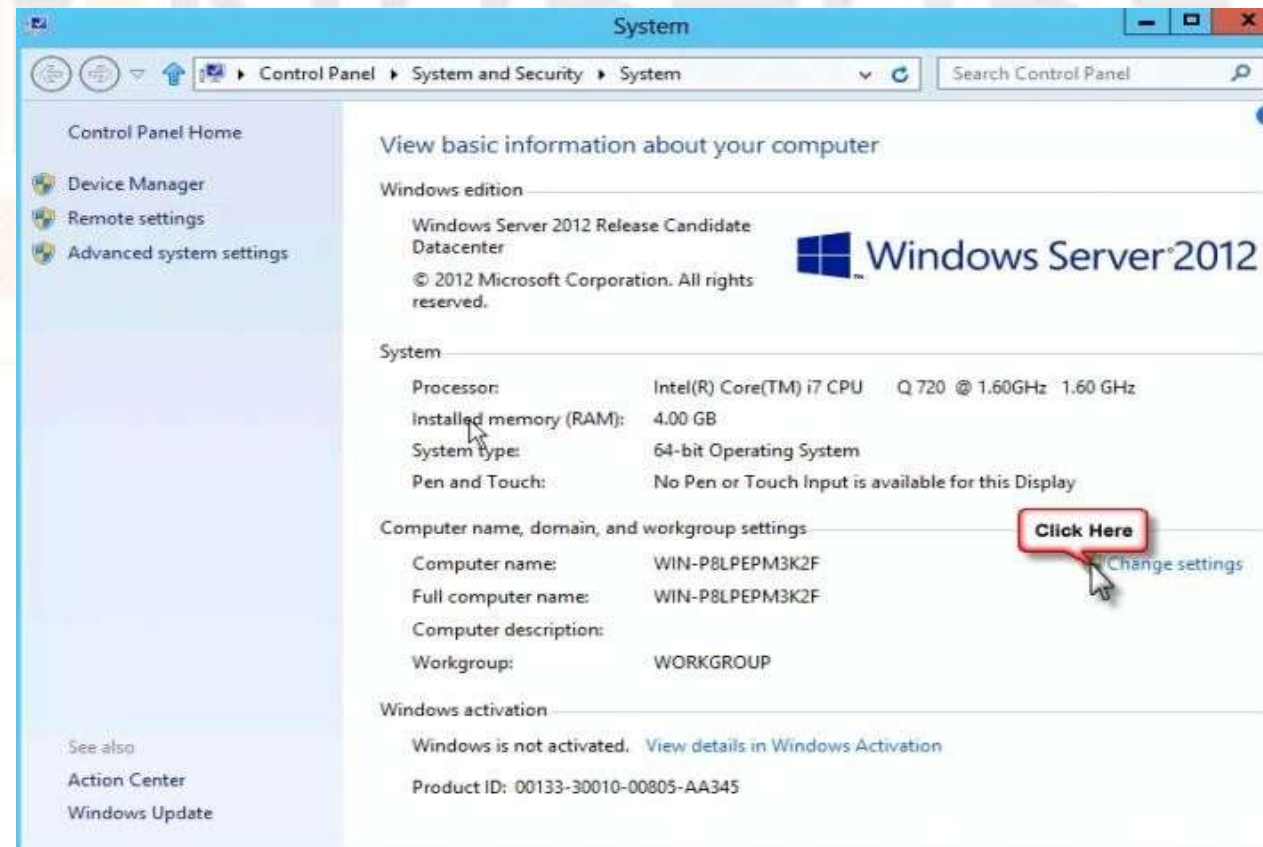 System
Control Panel ▸ System and Security ▸ System
Search Control Panel
Control Panel Home
Device Manager
Remote settings
Advanced system settings
See also
Action Center
Windows Update
View basic information about your computer
Windows edition
Windows Server 2012 Release Candidate
Datacenter
© 2012 Microsoft Corporation. All rights
reserved.
Windows Server 2012
System
Processor: Intel(R) Core(TM) i7 CPU Q 720 @ 1.60GHz 1.60 GHz
Installed memory (RAM): 4.00 GB
System type: 64-bit Operating System
Pen and Touch: No Pen or Touch Input is available for this Display
Computer name, domain, and workgroup settings
Click Here
Computer name: WIN-P8LPEPM3K2F
Change settings
Full computer name: WIN-P8LPEPM3K2F
Computer description:
Workgroup: WORKGROUP
Windows activation
Windows is not activated. View details in Windows Activation
Product ID: 00133-30010-00805-AA345